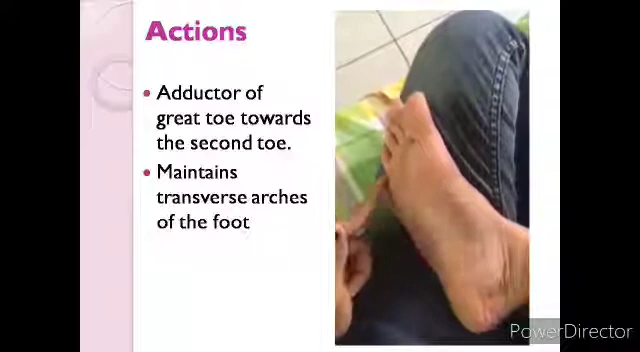 Actions
• Adductor of
great toe towards
the second toe.
• Maintains
transverse arches
of the foot
PowerDirector